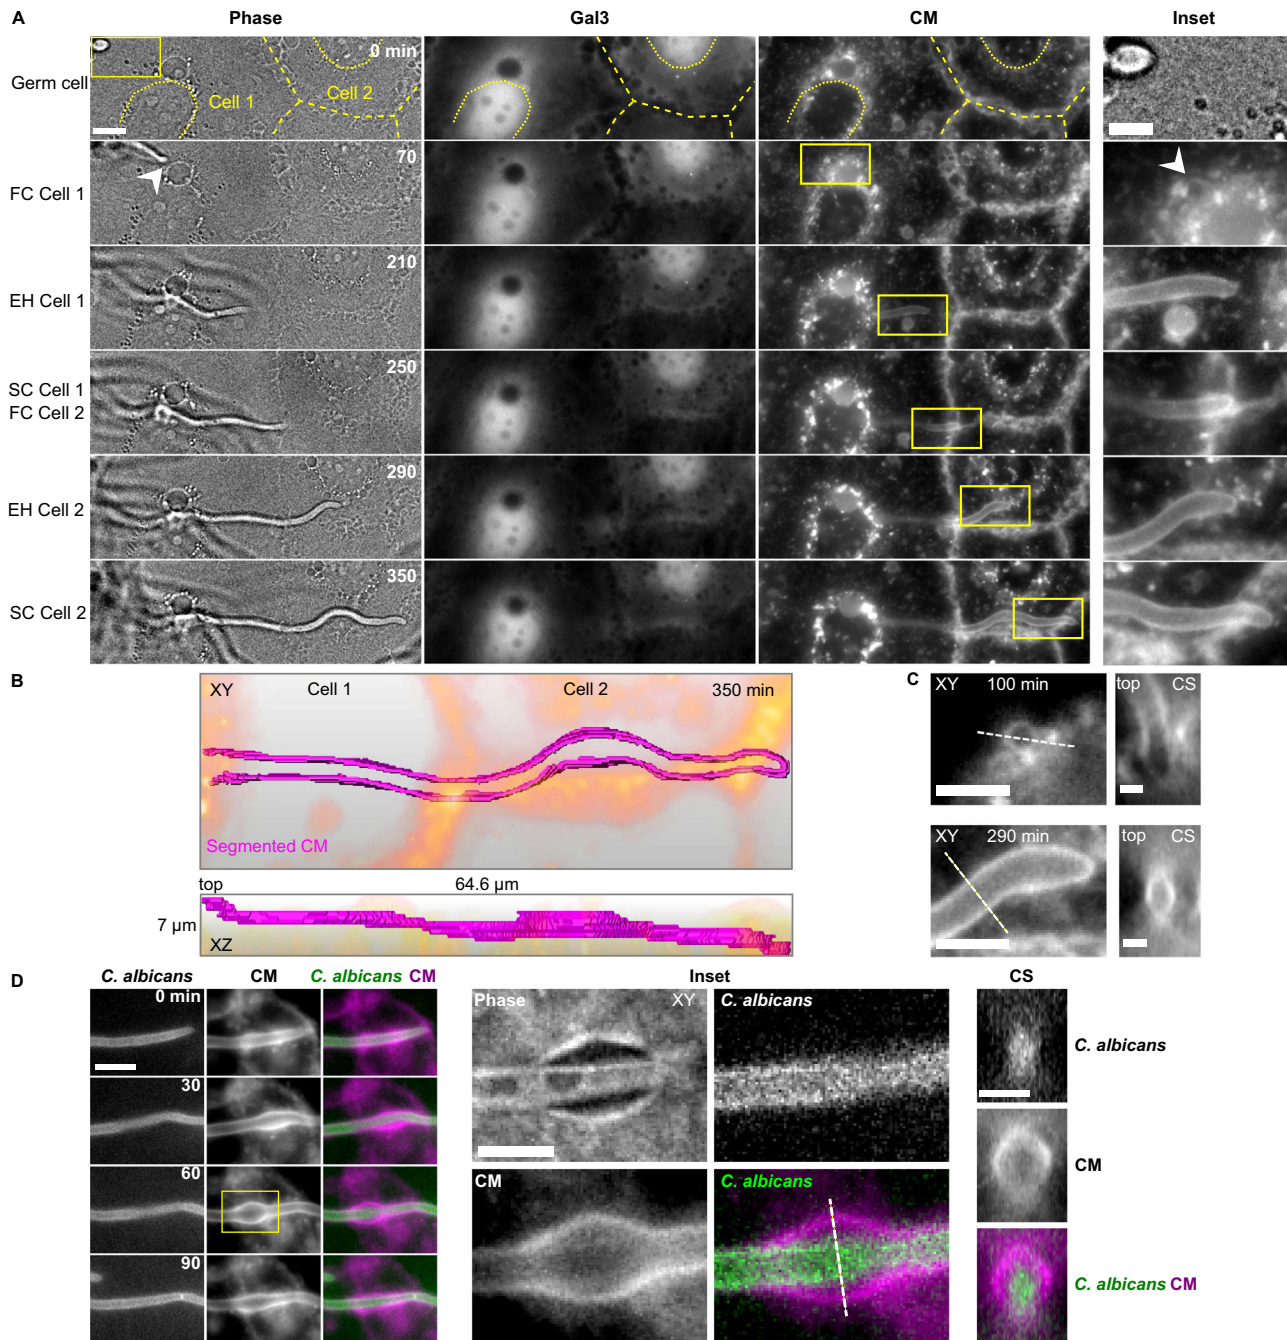 A
Phase
Gal3
CM
Inset
Germ cell
0 min
Cell 1
Cell 2
FC Cell 1
70
EH Cell 1
210
SC Cell 1
FC Cell 2
250
EH Cell 2
290
SC Cell 2
350
B
XY
Cell 1
Cell 2
350 min
Segmented CM
top
64.6 μm
7 μm
XZ
C
XY
100 min
top
CS
XY
290 min
top
CS
D
C. albicans
CM
C. albicans CM
0 min
30
60
90
Inset
Phase
XY
C. albicans
CM
C. albicans
CS
C. albicans
CM
C. albicans CM